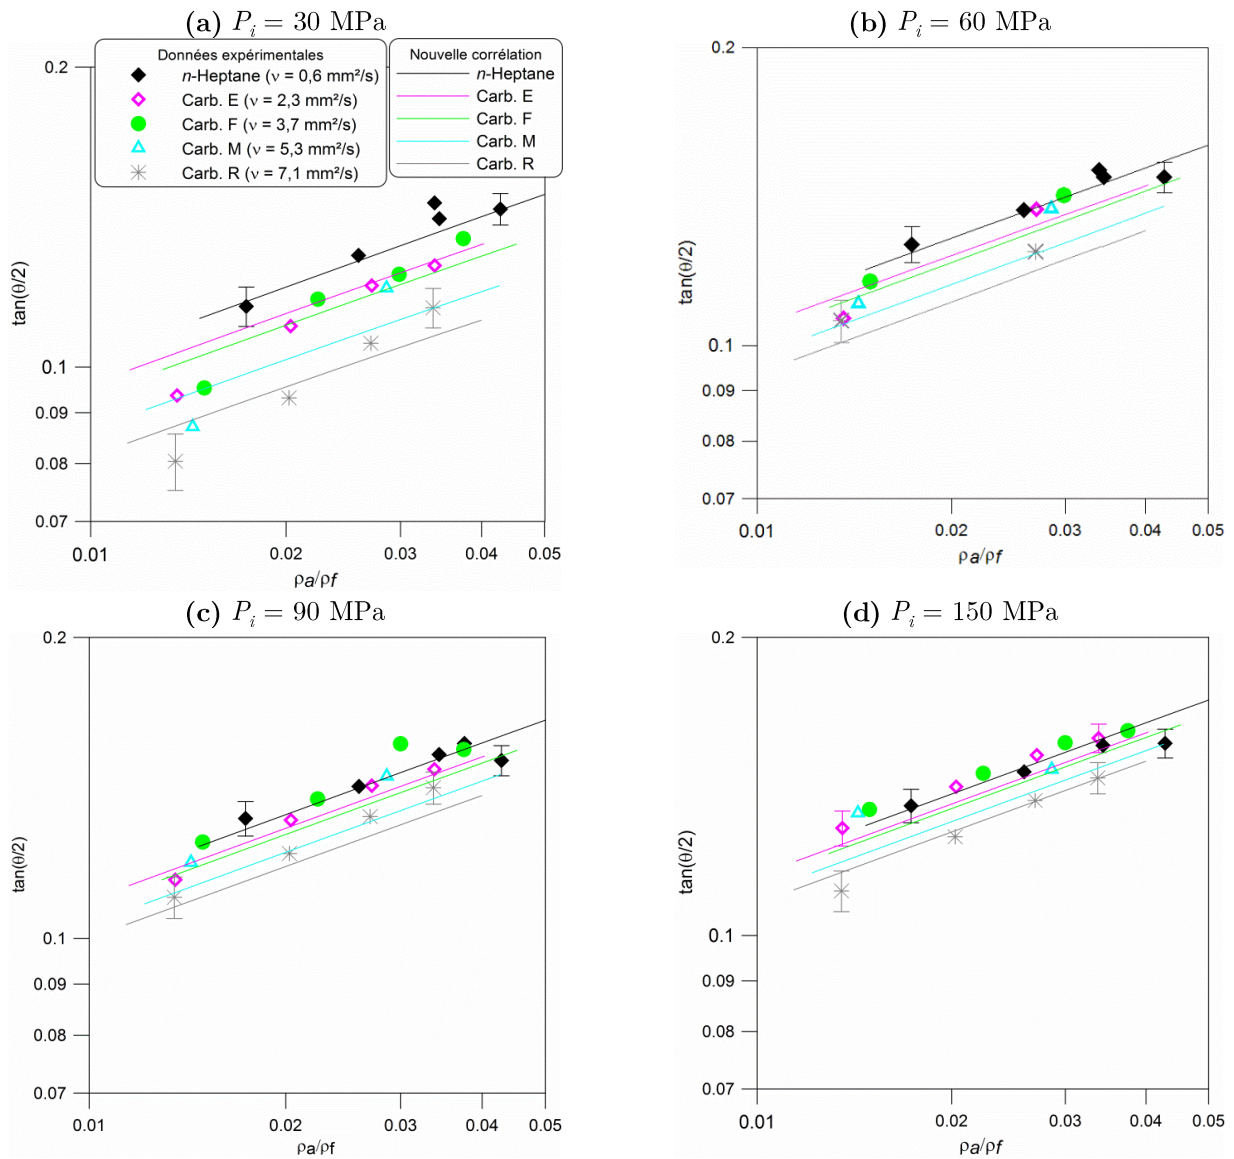 (a) Pi = 30 MPa
Données expérimentales
n-Heptane (ν = 0,6 mm²/s)
Carb. E (ν = 2,3 mm²/s)
Carb. F (ν = 3,7 mm²/s)
Carb. M (ν = 5,3 mm²/s)
Carb. R (ν = 7,1 mm²/s)
Nouvelle corrélation
n-Heptane
Carb. E
Carb. F
Carb. M
Carb. R
0.2
0.1
0.09
0.08
0.07
tan(θ/2)
0.01 0.02 0.03 0.04 0.05
ρa/ρf
(b) Pi = 60 MPa
0.2
0.1
0.09
0.08
0.07
tan(θ/2)
0.01 0.02 0.03 0.04 0.05
ρa/ρf
(c) Pi = 90 MPa
0.2
0.1
0.09
0.08
0.07
tan(θ/2)
0.01 0.02 0.03 0.04 0.05
ρa/ρf
(d) Pi = 150 MPa
0.2
0.1
0.09
0.08
0.07
tan(θ/2)
0.01 0.02 0.03 0.04 0.05
ρa/ρf